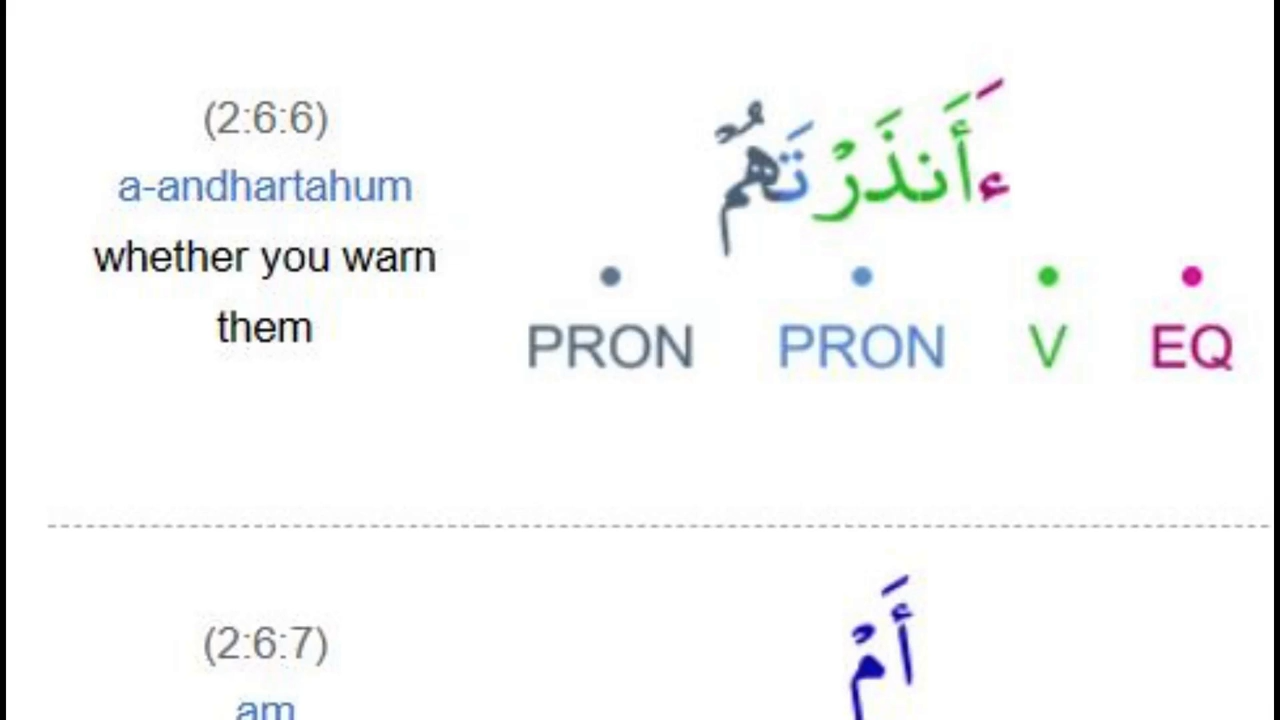 (2:6:6)
a-andhartahum
whether you warn
them
ءَأَنذَرْتَهُمْ
PRON PRON V EQ
(2:6:7)
am
أَمْ